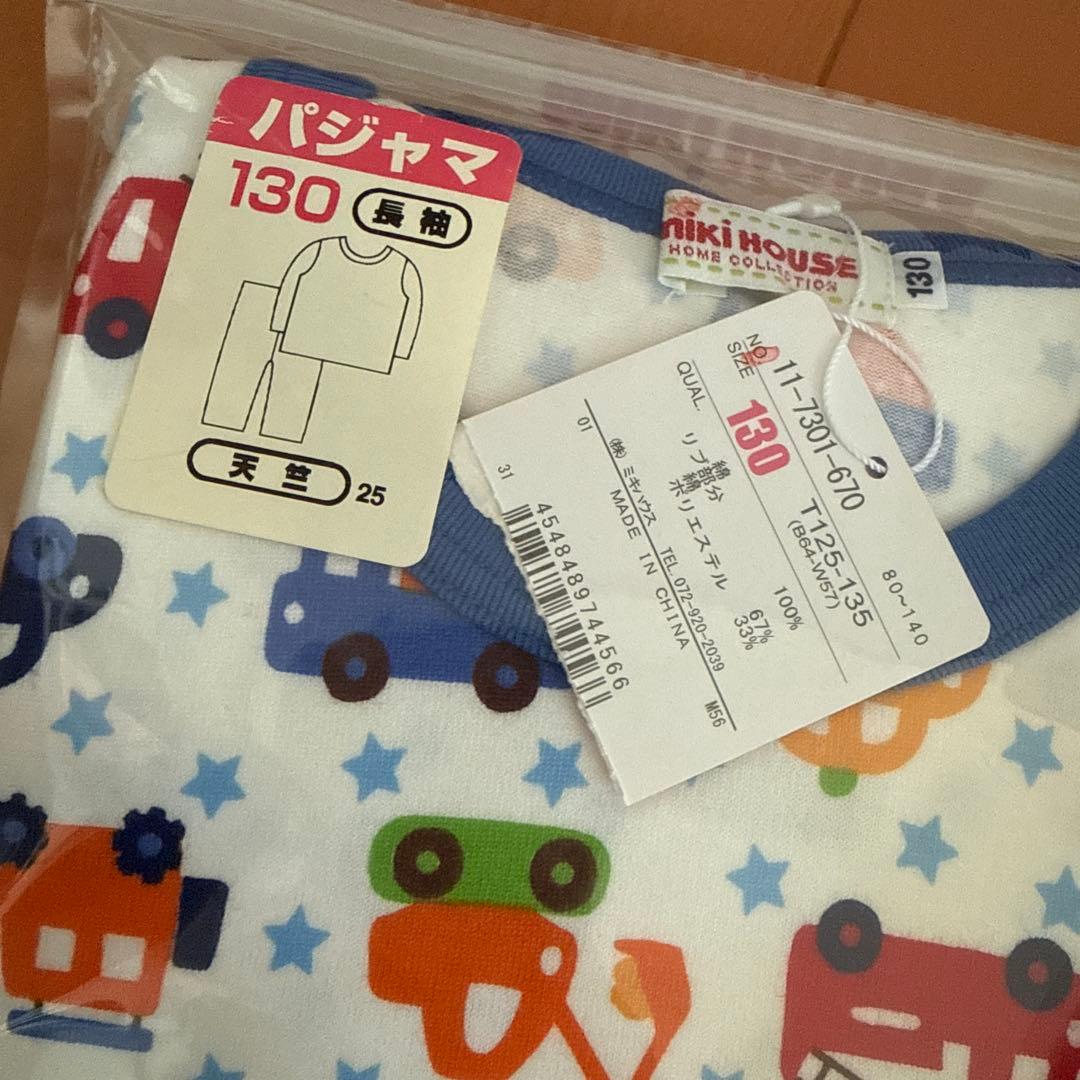 パジャマ
130 長袖
天竺 25
miki HOUSE
HOME COLLECTION
130
NO. 11-7301-670 80~140
SIZE 130 T125-135
(B64-W57)
QUAL. 綿 100%
リブ部分
綿 67%
ポリエステル 33%
(株) ミキハウス TEL.072-920-2039
01 MADE IN CHINA M56
31 4548489744566